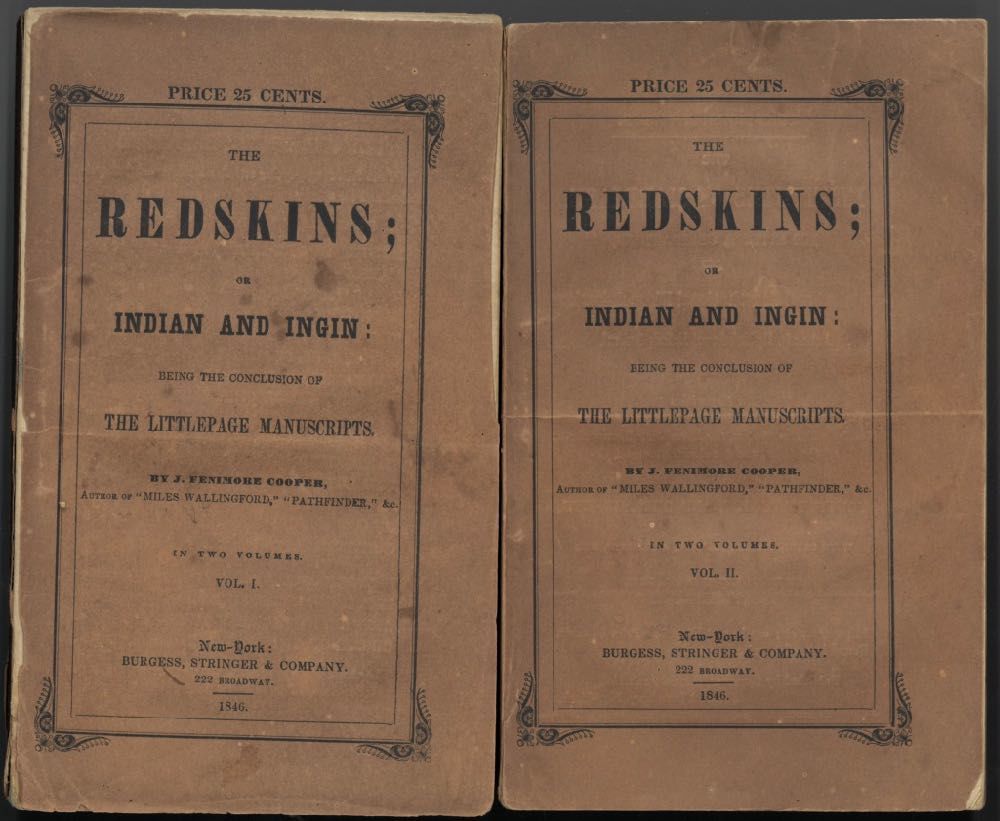 PRICE 25 CENTS.
THE
REDSKINS;
OR
INDIAN AND INGIN:
BEING THE CONCLUSION OF
THE LITTLEPAGE MANUSCRIPTS.
BY J. FENIMORE COOPER,
AUTHOR OF "MILES WALLINGFORD," "PATHFINDER," &c.
IN TWO VOLUMES.
VOL. I.
New-York:
BURGESS, STRINGER & COMPANY.
222 BROADWAY.
1846.
PRICE 25 CENTS.
THE
REDSKINS;
OR
INDIAN AND INGIN:
BEING THE CONCLUSION OF
THE LITTLEPAGE MANUSCRIPTS.
BY J. FENIMORE COOPER,
AUTHOR OF "MILES WALLINGFORD," "PATHFINDER," &c.
IN TWO VOLUMES.
VOL. II.
New-York:
BURGESS, STRINGER & COMPANY.
222 BROADWAY.
1846.